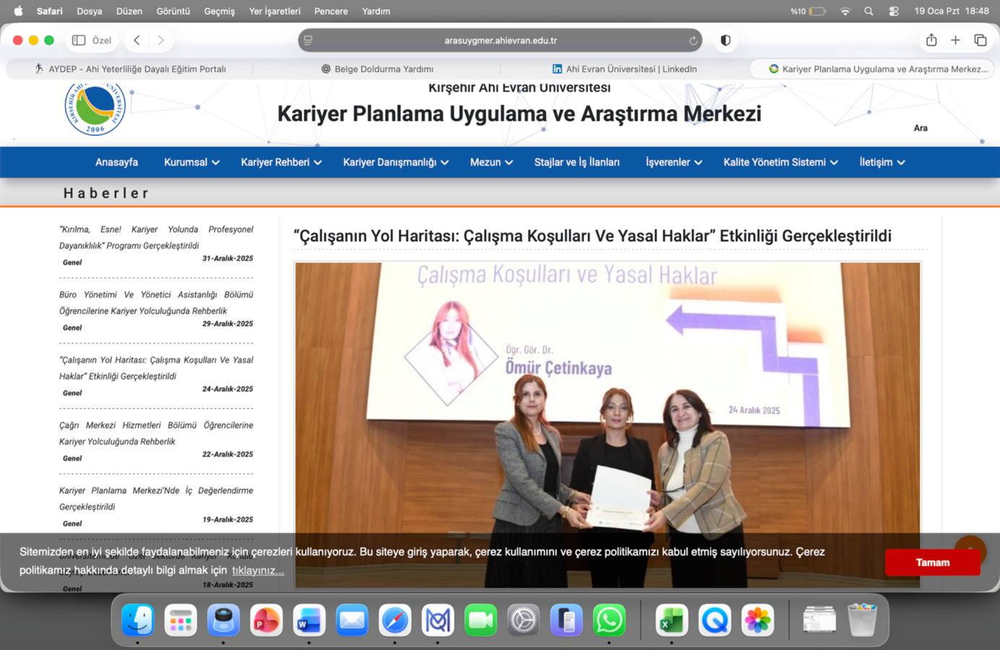 Safari Dosya Düzen Görüntü Geçmiş Yer İşaretleri Pencere Yardım %10 19 Oca Pzt 18:48
Özel arasuygmer.ahievran.edu.tr
AYDEP - Ahi Yeterliliğe Dayalı Eğitim Portalı Belge Doldurma Yardımı Ahi Evran Üniversitesi | LinkedIn Kariyer Planlama Uygulama ve Araştırma Merkez...
Kırşehir Ahi Evran Üniversitesi
Kariyer Planlama Uygulama ve Araştırma Merkezi
2006
Ara
Anasayfa Kurumsal Kariyer Rehberi Kariyer Danışmanlığı Mezun Stajlar ve İş İlanları İşverenler Kalite Yönetim Sistemi İletişim
Haberler
“Kırılma, Esne! Kariyer Yolunda Profesyonel
Dayanıklılık” Programı Gerçekleştirildi
Genel 31-Aralık-2025
Büro Yönetimi Ve Yönetici Asistanlığı Bölümü
Öğrencilerine Kariyer Yolculuğunda Rehberlik
Genel 29-Aralık-2025
“Çalışanın Yol Haritası: Çalışma Koşulları Ve Yasal
Haklar” Etkinliği Gerçekleştirildi
Genel 24-Aralık-2025
Çağrı Merkezi Hizmetleri Bölümü Öğrencilerine
Kariyer Yolculuğunda Rehberlik
Genel 22-Aralık-2025
Kariyer Planlama Merkezi’Nde İç Değerlendirme
Gerçekleştirildi
Genel 19-Aralık-2025
Üniversitemizde Özel Sektörde Kariyer Konulu
Genel 18-Aralık-2025
“Çalışanın Yol Haritası: Çalışma Koşulları Ve Yasal Haklar” Etkinliği Gerçekleştirildi
Çalışma Koşulları ve Yasal Haklar
Öğr. Gör. Dr.
Ömür Çetinkaya
24 Aralık 2025
Sitemizden en iyi şekilde faydalanabilmeniz için çerezleri kullanıyoruz. Bu siteye giriş yaparak, çerez kullanımını ve çerez politikamızı kabul etmiş sayılıyorsunuz. Çerez
politikamız hakkında detaylı bilgi almak için tıklayınız...
Tamam